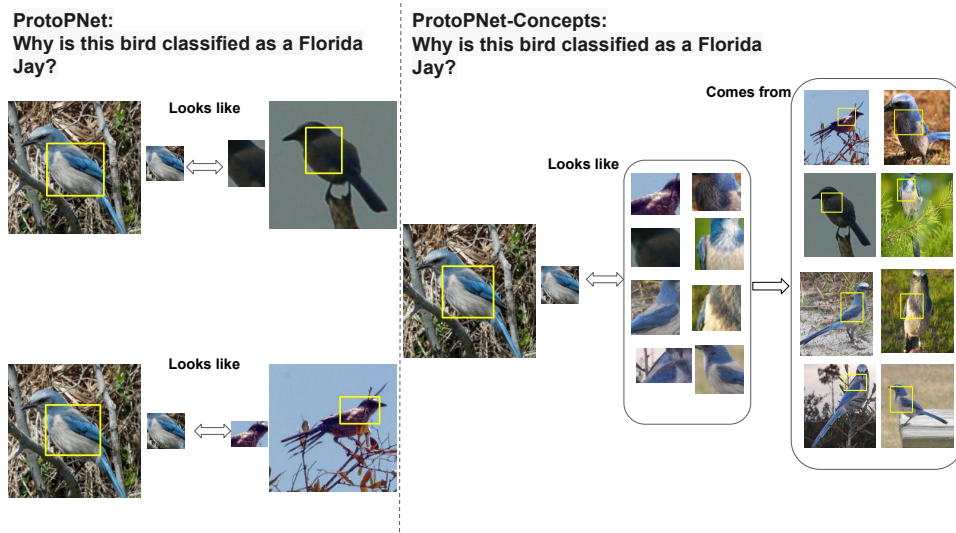 ProtoPNet:
Why is this bird classified as a Florida
Jay?
Looks like
Looks like
ProtoPNet-Concepts:
Why is this bird classified as a Florida
Jay?
Comes from
Looks like